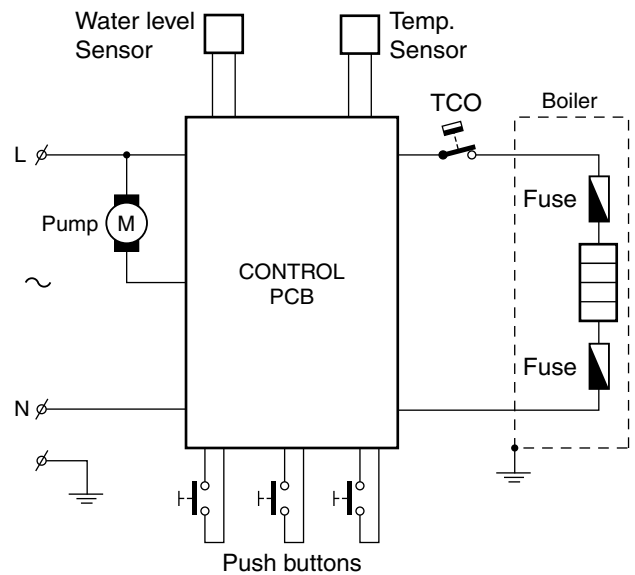 Water level
Sensor
Temp.
Sensor
TCO
Boiler
L
Fuse
Pump
M
CONTROL
PCB
Fuse
N
Push buttons